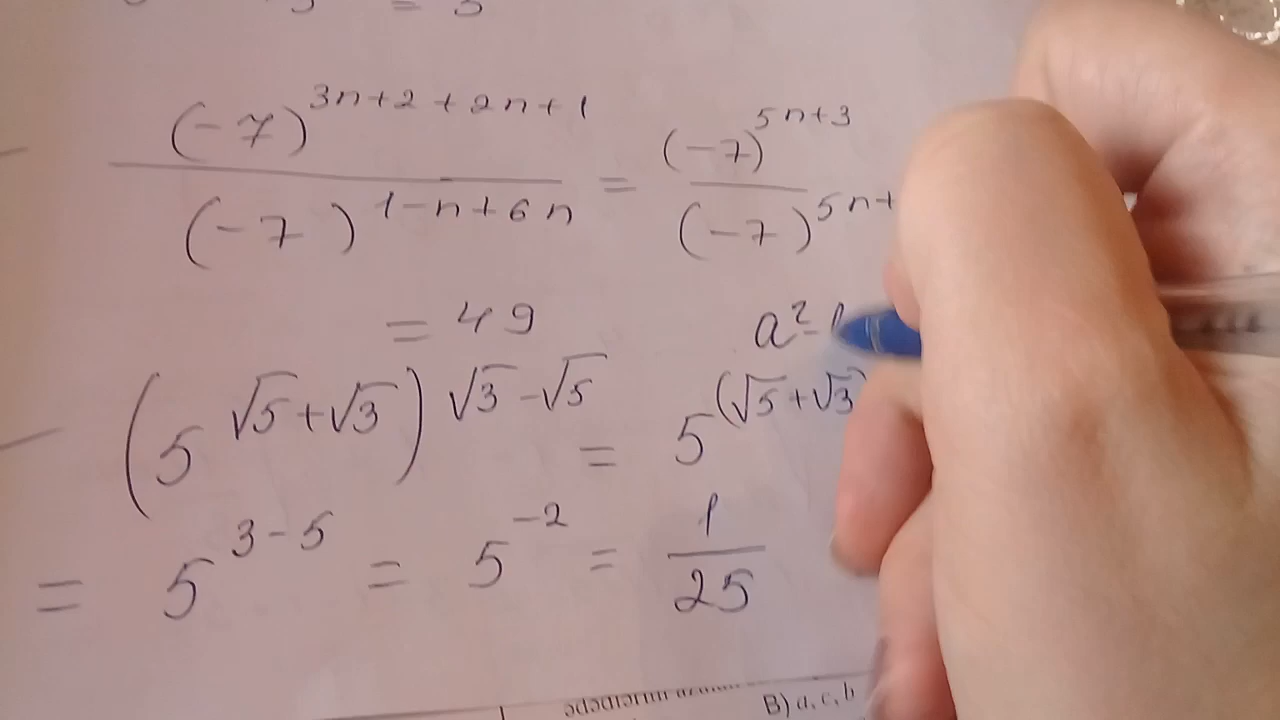 = 5
(-7)^{3n+2+2n+1} / (-7)^{1-n+6n} = (-7)^{5n+3} / (-7)^{5n+
= 49 a²-
(5^{√5+√3})^{√3-√5} = 5^{(√5+√3)
= 5^{3-5} = 5^{-2} = 1/25
B) a, c, b